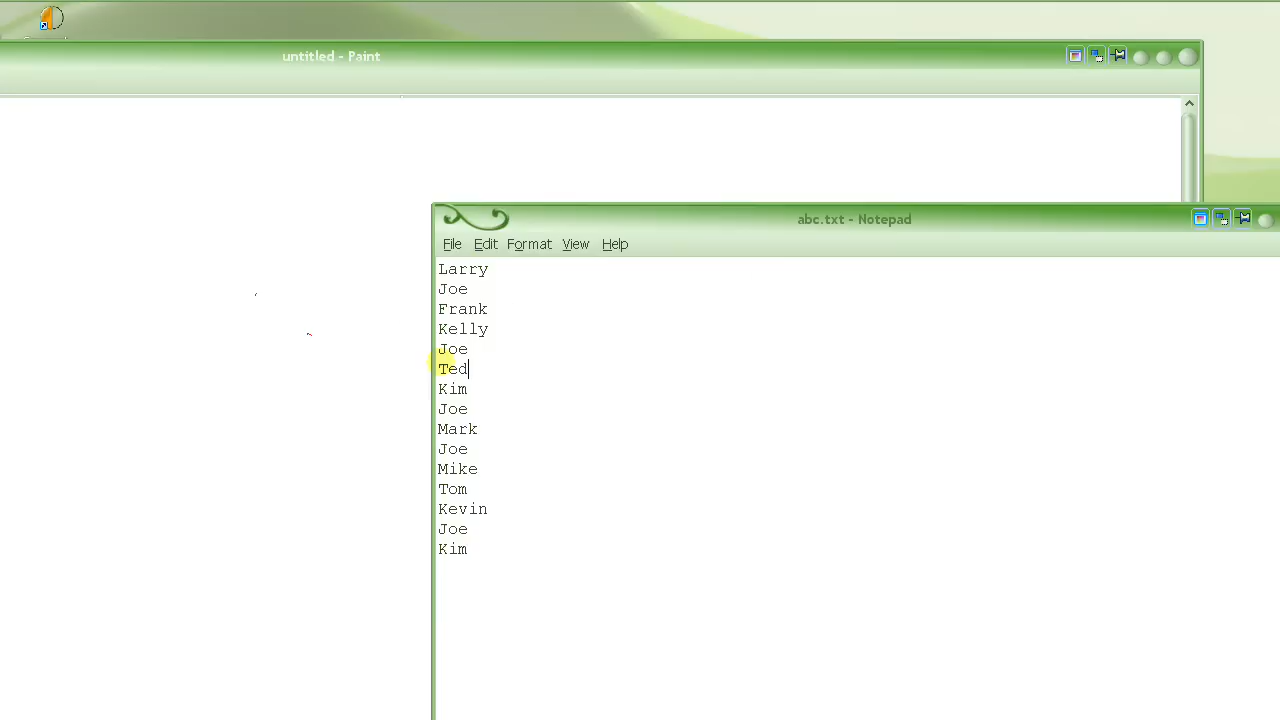 untitled - Paint
abc.txt - Notepad
File Edit Format View Help
Larry
Joe
Frank
Kelly
Joe
Ted
Kim
Joe
Mark
Joe
Mike
Tom
Kevin
Joe
Kim